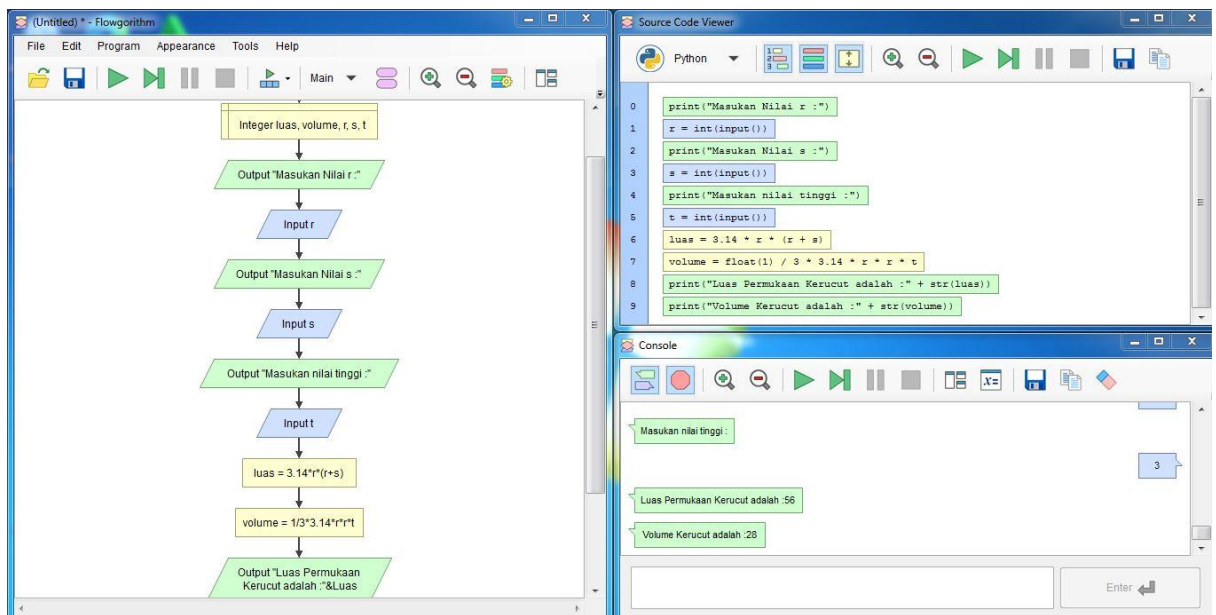 (Untitled) * - Flowgorithm
File Edit Program Appearance Tools Help
Main
Integer luas, volume, r, s, t
Output "Masukan Nilai r :"
Input r
Output "Masukan Nilai s :"
Input s
Output "Masukan nilai tinggi :"
Input t
luas = 3.14*r*(r+s)
volume = 1/3*3.14*r*r*t
Output "Luas Permukaan
Kerucut adalah :"&Luas
Source Code Viewer
Python
0 print("Masukan Nilai r :")
1 r = int(input())
2 print("Masukan Nilai s :")
3 s = int(input())
4 print("Masukan nilai tinggi :")
5 t = int(input())
6 luas = 3.14 * r * (r + s)
7 volume = float(1) / 3 * 3.14 * r * r * t
8 print("Luas Permukaan Kerucut adalah :" + str(luas))
9 print("Volume Kerucut adalah :" + str(volume))
Console
x=
Masukan nilai tinggi :
3
Luas Permukaan Kerucut adalah :56
Volume Kerucut adalah :28
Enter